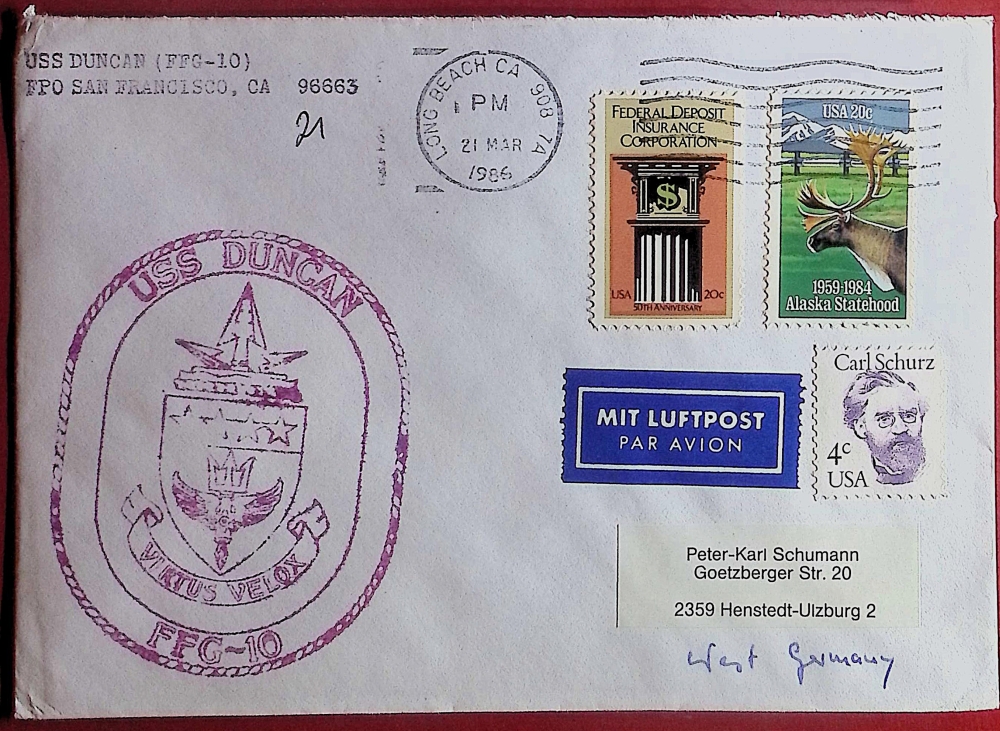 USS DUNCAN (FFG-10)
FPO SAN FRANCISCO, CA 96663
21
LONG BEACH CA 908 7A
PM
21 MAR
1986
FEDERAL DEPOSIT
INSURANCE
CORPORATION
$
USA 20c
50TH ANNIVERSARY
USA 20c
1959-1984
Alaska Statehood
Carl Schurz
4c
USA
MIT LUFTPOST
PAR AVION
USS DUNCAN
VIRTUS VELOX
FFG-10
Peter-Karl Schumann
Goetzberger Str. 20
2359 Henstedt-Ulzburg 2
West Germany